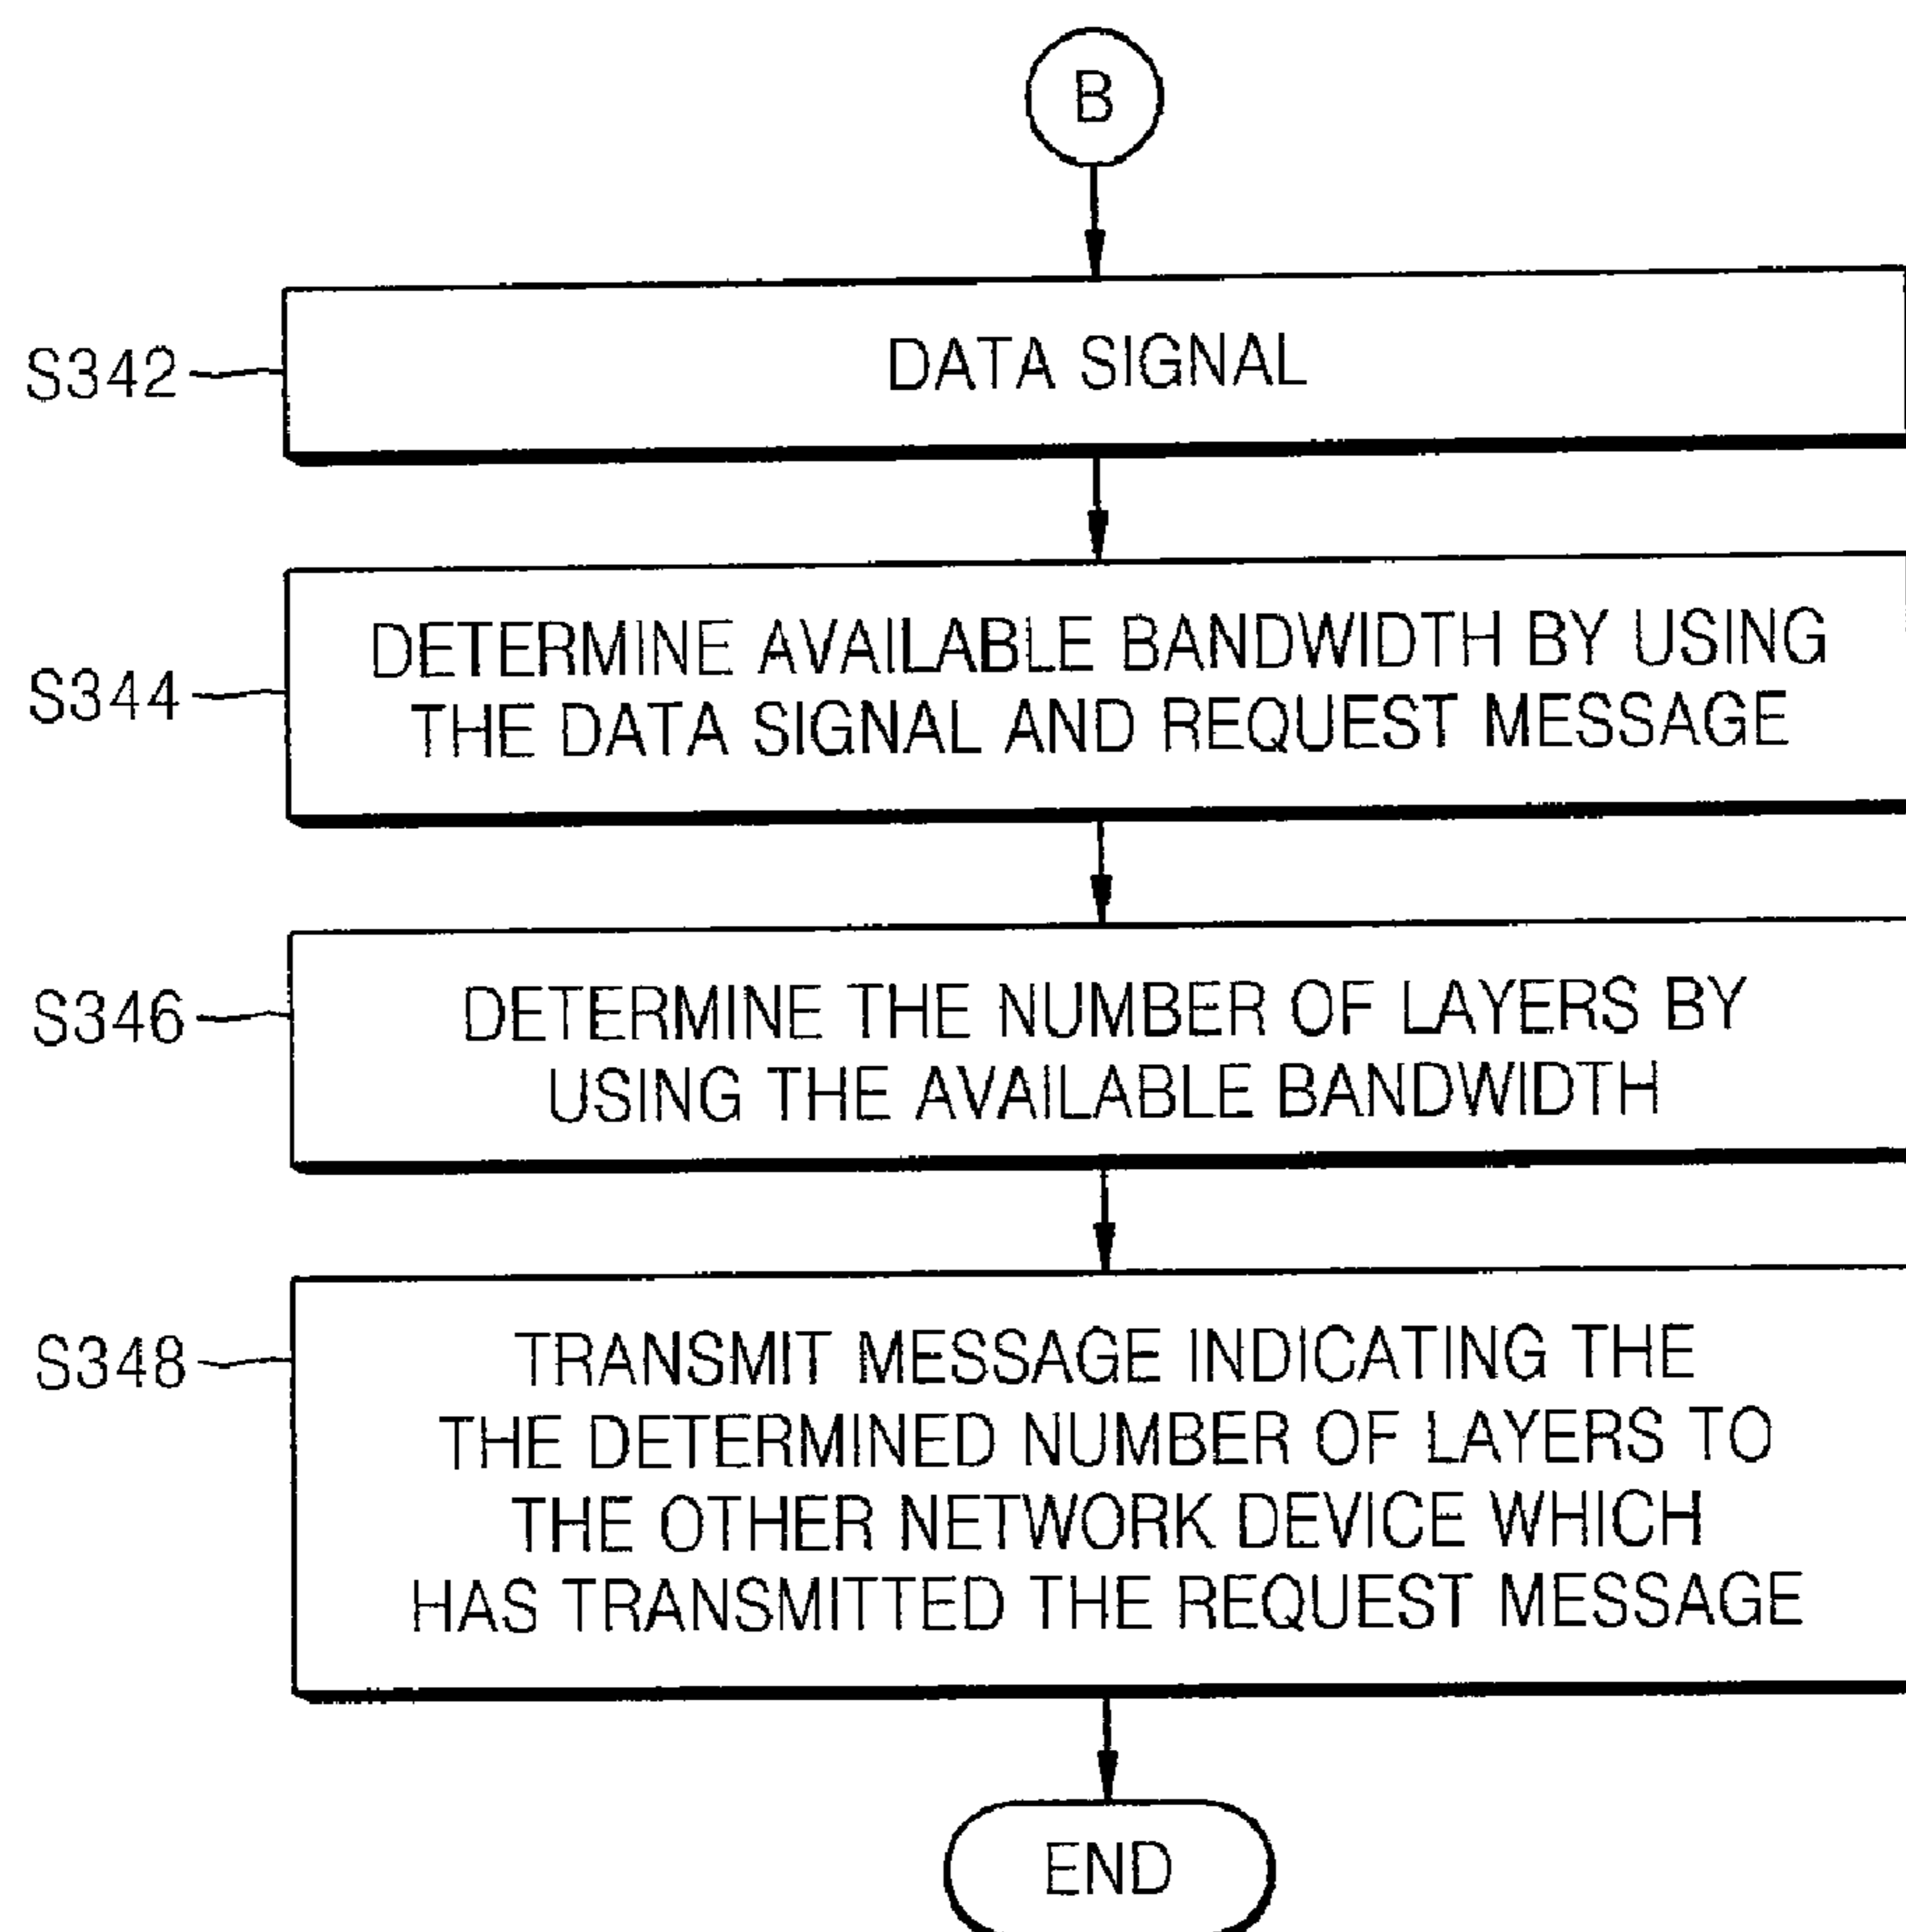 B
S342
DATA SIGNAL
S344
DETERMINE AVAILABLE BANDWIDTH BY USING
THE DATA SIGNAL AND REQUEST MESSAGE
S346
DETERMINE THE NUMBER OF LAYERS BY
USING THE AVAILABLE BANDWIDTH
S348
TRANSMIT MESSAGE INDICATING THE
THE DETERMINED NUMBER OF LAYERS TO
THE OTHER NETWORK DEVICE WHICH
HAS TRANSMITTED THE REQUEST MESSAGE
END